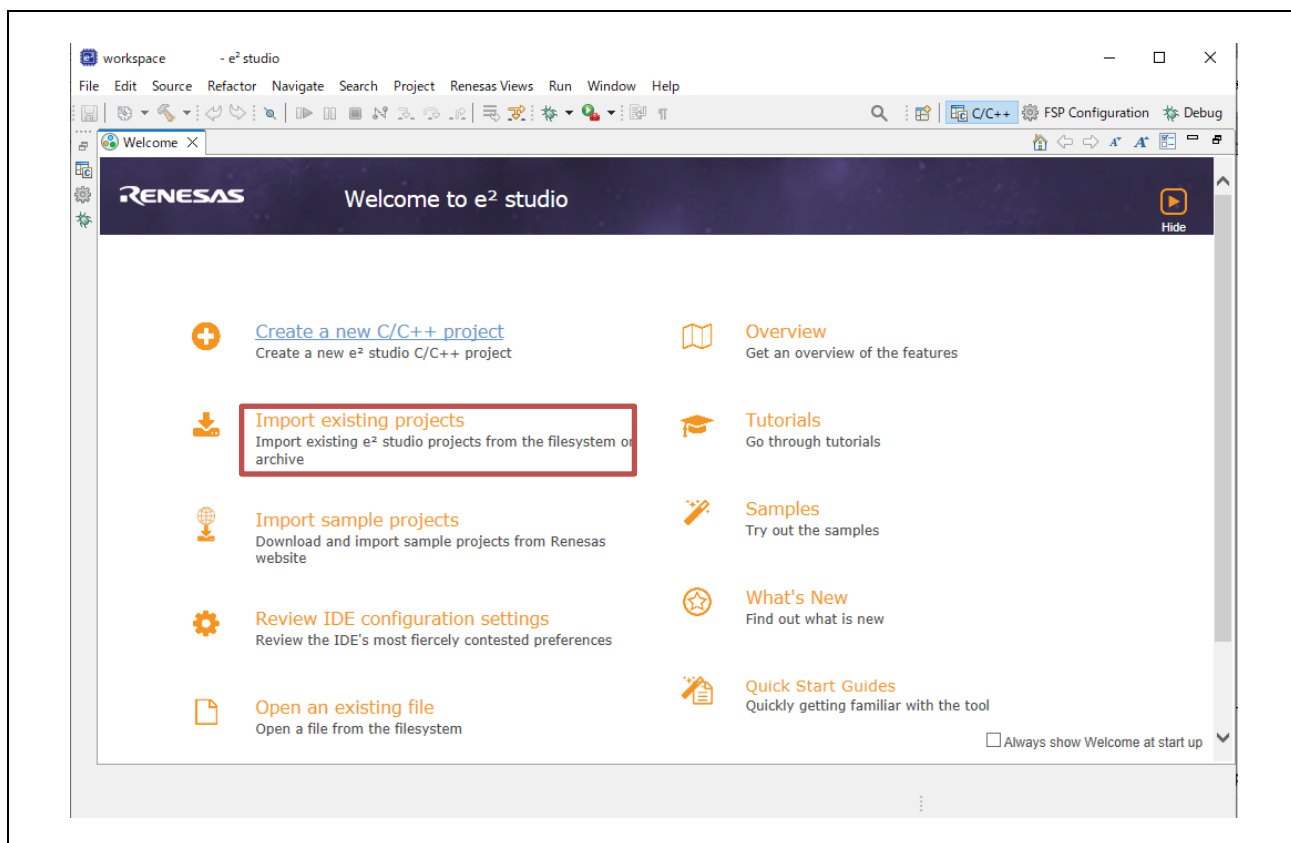 workspace - e² studio
File Edit Source Refactor Navigate Search Project Renesas Views Run Window Help
C/C++ FSP Configuration Debug
Welcome
RENESAS Welcome to e² studio
Hide
Create a new C/C++ project
Create a new e² studio C/C++ project
Import existing projects
Import existing e² studio projects from the filesystem or
archive
Import sample projects
Download and import sample projects from Renesas
website
Review IDE configuration settings
Review the IDE's most fiercely contested preferences
Open an existing file
Open a file from the filesystem
Overview
Get an overview of the features
Tutorials
Go through tutorials
Samples
Try out the samples
What's New
Find out what is new
Quick Start Guides
Quickly getting familiar with the tool
Always show Welcome at start up